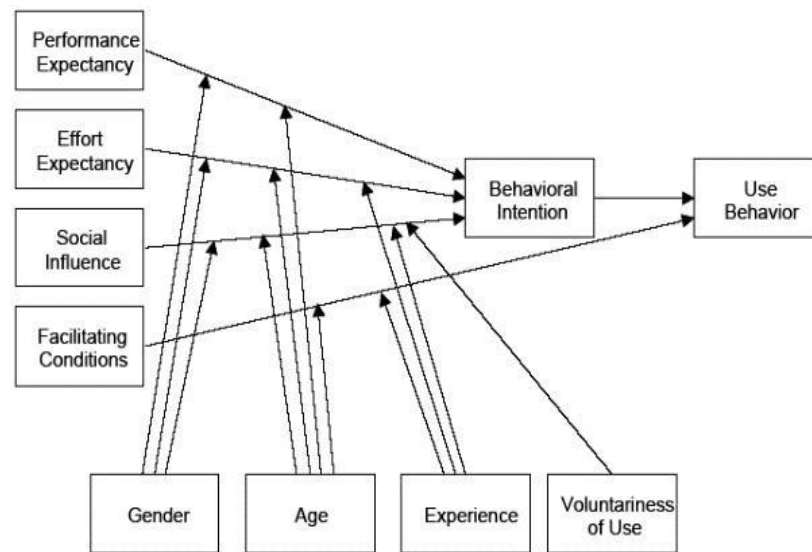 Performance
Expectancy
Effort
Expectancy
Social
Influence
Facilitating
Conditions
Behavioral
Intention
Use
Behavior
Gender
Age
Experience
Voluntariness
of Use